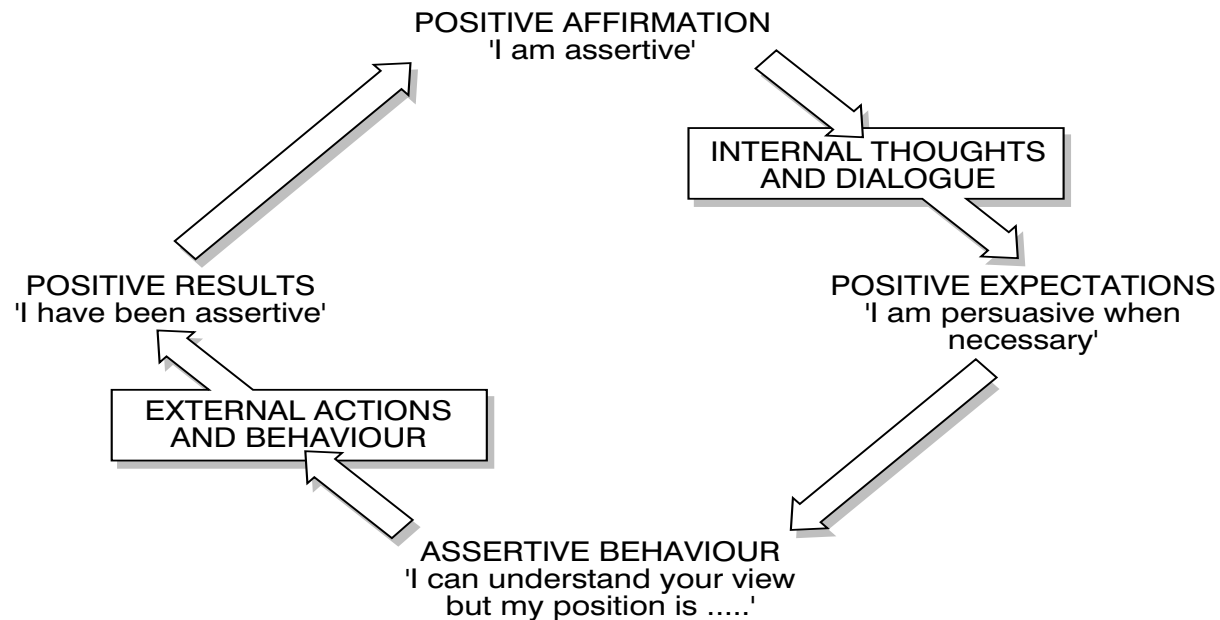 POSITIVE AFFIRMATION
'I am assertive'
INTERNAL THOUGHTS
AND DIALOGUE
POSITIVE EXPECTATIONS
'I am persuasive when
necessary'
ASSERTIVE BEHAVIOUR
'I can understand your view
but my position is .....'
EXTERNAL ACTIONS
AND BEHAVIOUR
POSITIVE RESULTS
'I have been assertive'